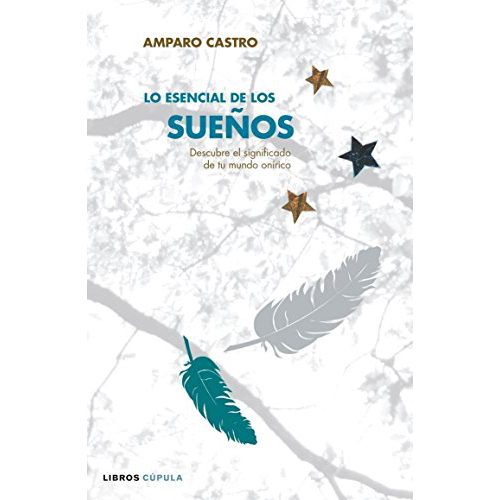 AMPARO CASTRO
LO ESENCIAL DE LOS
SUEÑOS
Descubre el significado
de tu mundo onírico
LIBROS CÚPULA